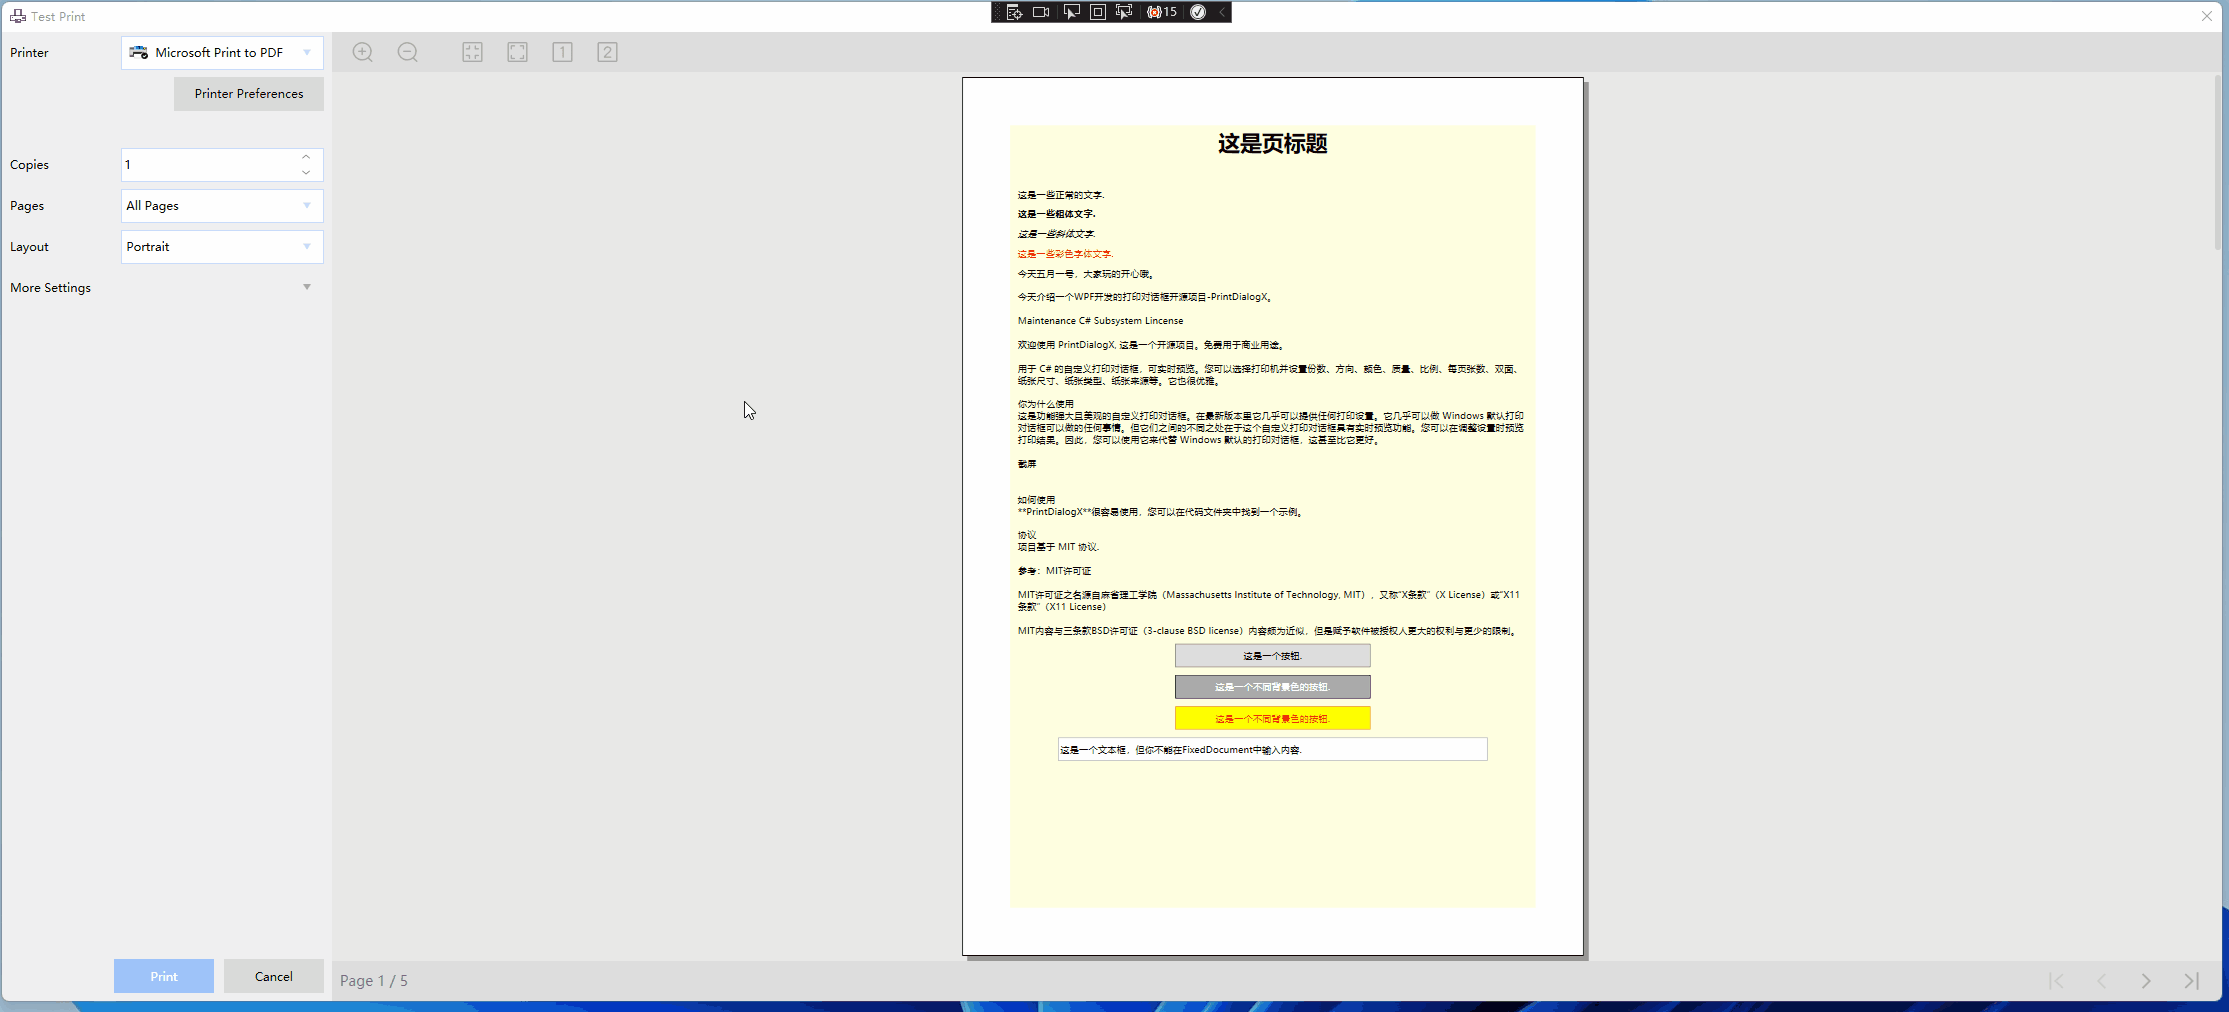 Test Print
15
Printer
Microsoft Print to PDF
Printer Preferences
Copies
1
Pages
All Pages
Layout
Portrait
More Settings
1
2
这是页标题
这是一些正常的文字.
这是一些粗体文字.
这是一些斜体文字.
这是一些彩色字体文字.
今天五月一号，大家玩的开心哦。
今天介绍一个WPF开发的打印对话框开源项目-PrintDialogX。
Maintenance C# Subsystem Lincense
欢迎使用 PrintDialogX, 这是一个开源项目。免费用于商业用途。
用于 C# 的自定义打印对话框，可实时预览。您可以选择打印机并设置份数、方向、颜色、质量、比例、每页张数、双面、
纸张尺寸、纸张类型、纸张来源等。它也很优雅。
你为什么使用
这是功能强大且美观的自定义打印对话框。在最新版本里它几乎可以提供任何打印设置。它几乎可以做 Windows 默认打印
对话框可以做的任何事情。但它们之间的不同之处在于这个自定义打印对话框具有实时预览功能。您可以在调整设置时预览
打印结果。因此，您可以使用它来代替 Windows 默认的打印对话框，这甚至比它更好。
截屏
如何使用
**PrintDialogX**很容易使用，您可以在代码文件夹中找到一个示例。
协议
项目基于 MIT 协议.
参考：MIT许可证
MIT许可证之名源自麻省理工学院（Massachusetts Institute of Technology, MIT），又称“X条款”（X License）或“X11
条款”（X11 License）
MIT内容与三条款BSD许可证（3-clause BSD license）内容颇为近似，但是赋予软件被授权人更大的权利与更少的限制。
这是一个按钮.
这是一个不同背景色的按钮.
这是一个不同背景色的按钮.
这是一个文本框，但你不能在FixedDocument中输入内容.
Print
Cancel
Page 1 / 5